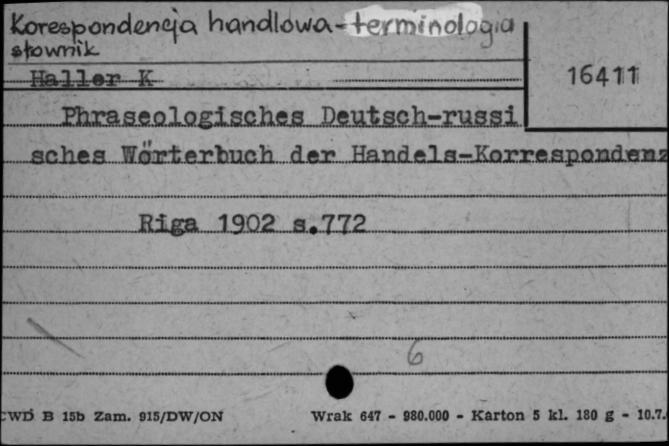 Korespondencja handlowa - terminologia
słownik
Haller K
16411
Phraseologisches Deutsch-russi
sches Wörterbuch der Handels-Korrespondenz
Riga 1902 s.772
6
CWD B 15b Zam. 915/DW/ON Wrak 647 - 980.000 - Karton 5 kl. 180 g - 10.7.